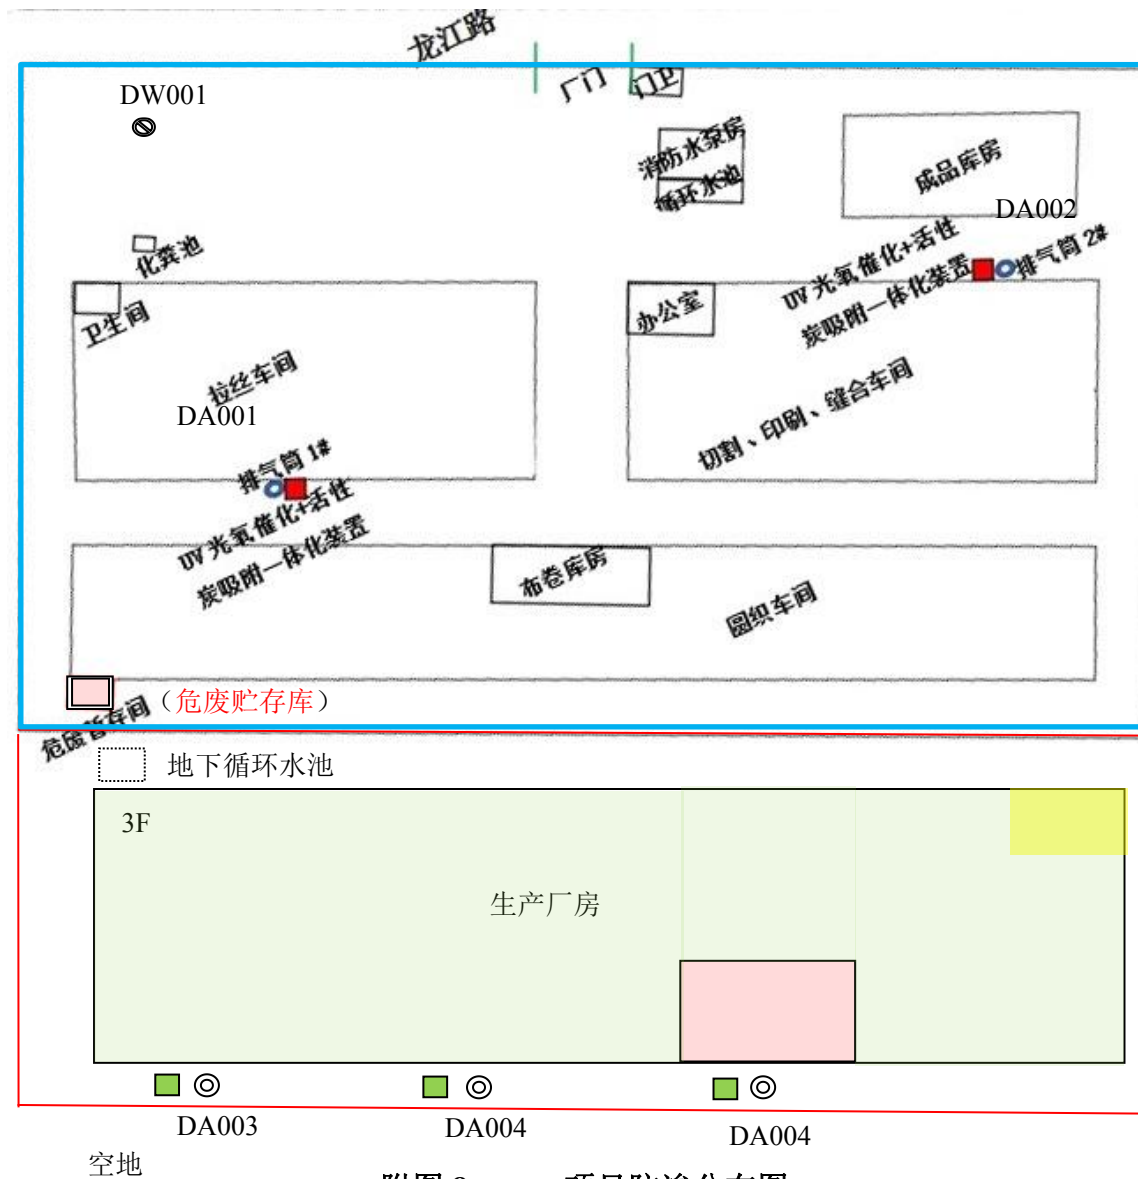 龙江路
厂门
门卫
DW001
消防水泵房
循环水池
成品库房
DA002
化粪池
排气筒 2#
UV 光氧催化+活性
炭吸附一体化装置
卫生间
办公室
拉丝车间
DA001
切割、印刷、缝合车间
排气筒 1#
UV 光氧催化+活性
炭吸附一体化装置
布卷库房
圆织车间
危废暂存间
（危废贮存库）
地下循环水池
3F
生产厂房
DA003
DA004
DA004
空地